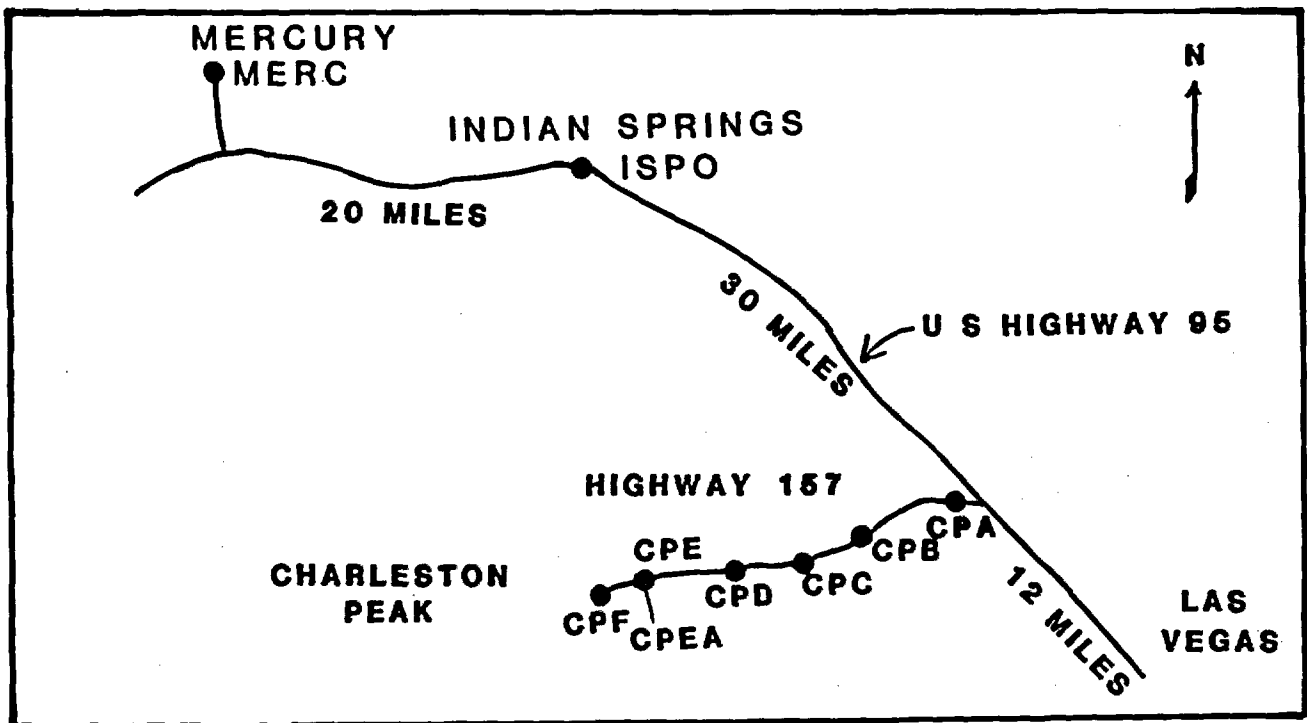 MERCURY
MERC
N
INDIAN SPRINGS
ISPO
20 MILES
30 MILES
U S HIGHWAY 95
HIGHWAY 157
CPA
CPB
CPE
CPC
CPD
CHARLESTON
PEAK
CPF
CPEA
12 MILES
LAS
VEGAS